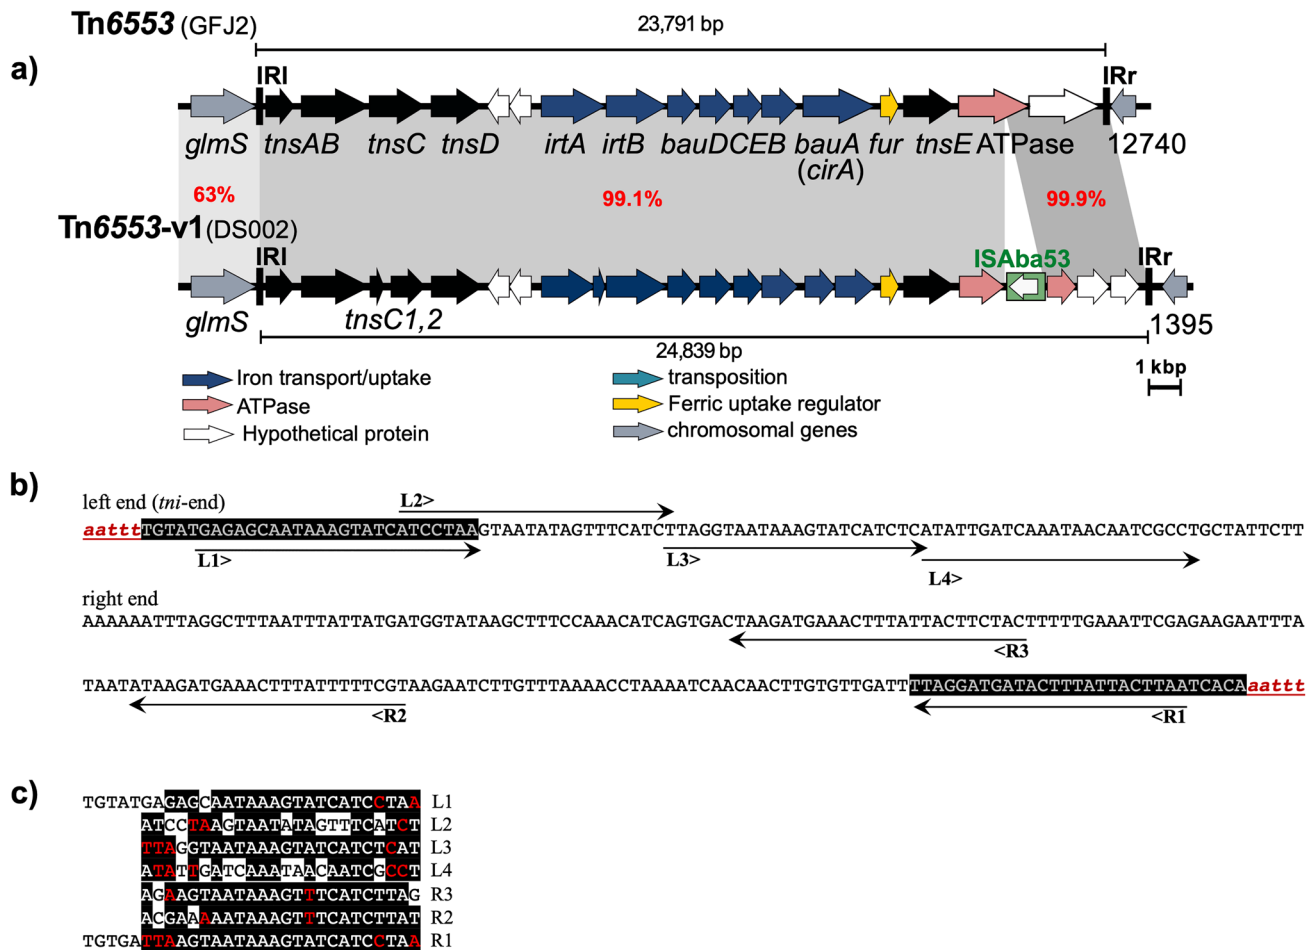 Tn6553 (GFJ2)
23,791 bp
a)
IRl IRr
glmS tnsAB tnsC tnsD irtA irtB bauDCEB bauA fur tnsE ATPase 12740
(cirA)
63% 99.1% 99.9%
Tn6553-v1(DS002)
IRl ISAba53 IRr
tnsC1,2
glmS 1395
24,839 bp
1 kbp
Iron transport/uptake transposition
ATPase Ferric uptake regulator
Hypothetical protein chromosomal genes
b)
left end (tni-end) L2>
aatttTGTATGAGAGCAATAAAGTATCATCCTAAGTAATATAGTTTCATCTTAGGTAATAAAGTATCATCTCATATTGATCAAATAACAATCGCCTGCTATTCTT
L1> L3> L4>
right end
AAAAAATTTAGGCTTTAATTTATTATGATGGTATAAGCTTTCCAAACATCAGTGACTAAGATGAAACTTTATTACTTCTACTTTTTGAAATTCGAGAAGAATTTA
<R3
TAATATAAGATGAAACTTTATTTTTCGTAAGAATCTTGTTTAAAACCTAAAATCAACAACTTGTGTTGATTTTAGGATGATACTTTATTACTTAATCACAaattt
<R2 <R1
c)
TGTATGAGAGCAATAAAGTATCATCCTAA L1
ATCCTAAGTAATATAGTTTCATCT L2
TTAGGTAATAAAGTATCATCTCAT L3
ATATTGATCAAATAACAATCGCCT L4
AGAAGTAATAAAGTTTCATCTTAG R3
ACGAAAAATAAAGTTTCATCTTAT R2
TGTGATTAAGTAATAAAGTATCATCCTAA R1